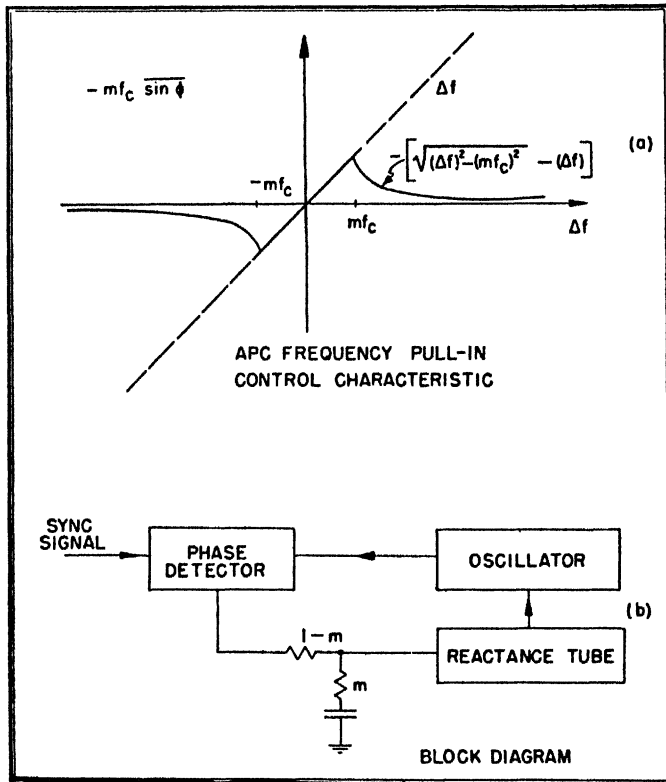 - mf_c \overline{sin ϕ}
Δf
-[√((Δf)²-(mf_c)²) - (Δf)]
(a)
-mf_c
mf_c
Δf
APC FREQUENCY PULL-IN
CONTROL CHARACTERISTIC
SYNC
SIGNAL
PHASE
DETECTOR
OSCILLATOR
(b)
1-m
REACTANCE TUBE
m
BLOCK DIAGRAM